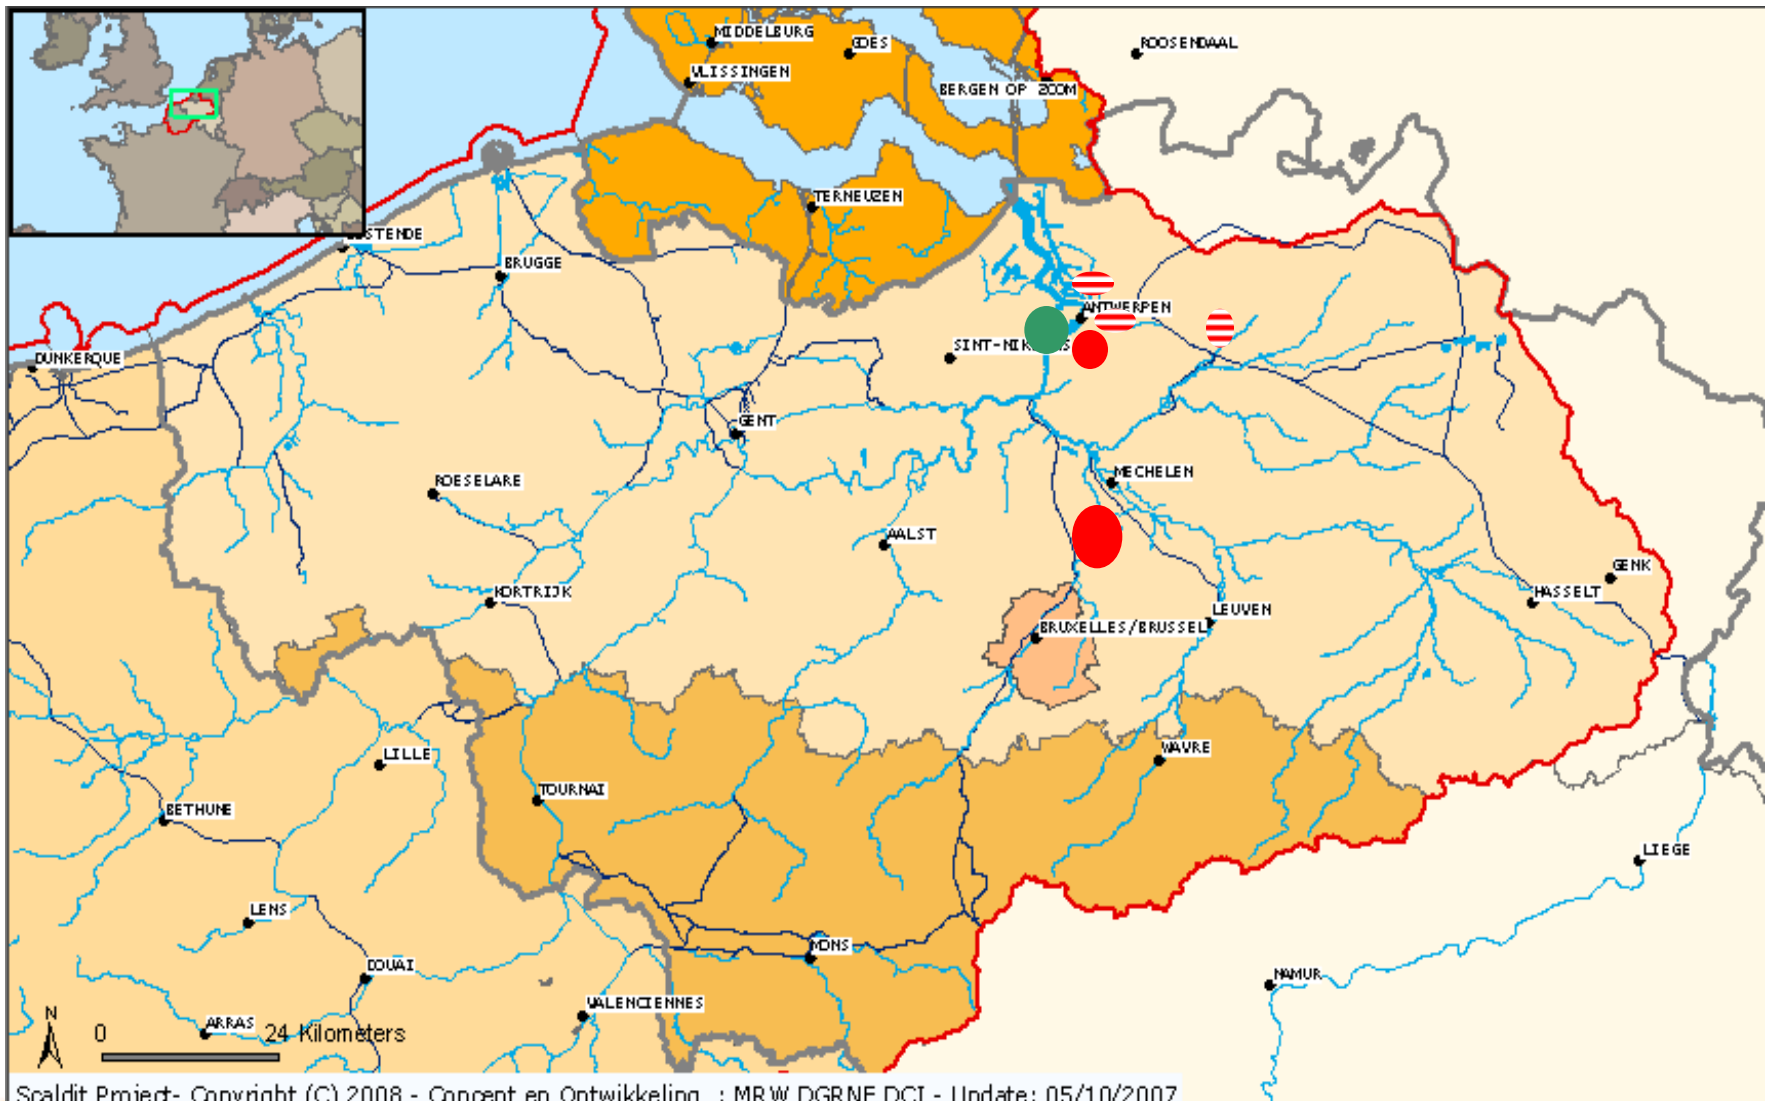 MIDDELBURG
GOES
ROOSENDAAL
VLISSINGEN
BERGEN OP ZOOM
TERNEUZEN
OSTENDE
BRUGGE
ANTWERPEN
SINT-NIKLAAS
DUNKERQUE
GENT
MECHELEN
ROESELARE
AALST
GENK
HASSELT
KORTRIJK
LEUVEN
BRUXELLES/BRUSSEL
WAVRE
LILLE
TOURNAI
BETHUNE
LIEGE
LENS
MONS
DOUAI
NAMUR
VALENCIENNES
ARRAS
N
0 24 Kilometers
Scaldit Project- Copyright (C) 2008 - Concept en Ontwikkeling : MRW DGRNE DCI - Update: 05/10/2007